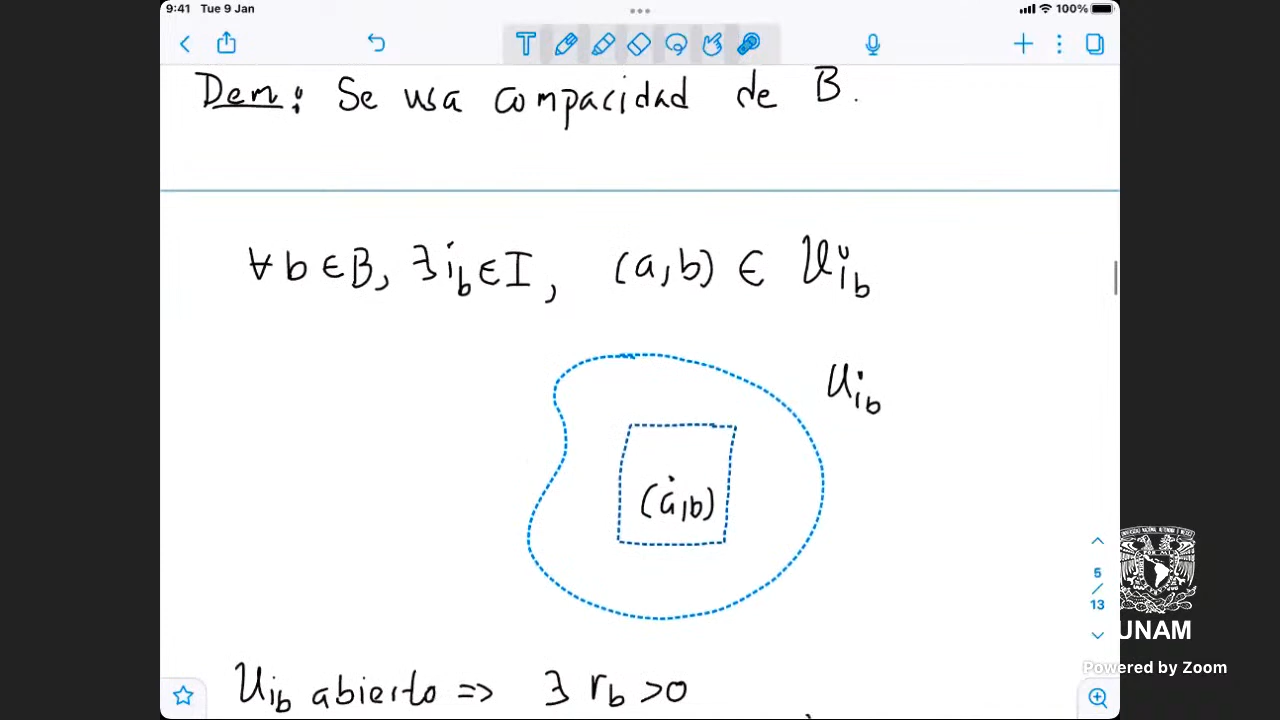 9:41 Tue 9 Jan
100%
Dem: Se usa compacidad de B.
∀ b ∈ B, ∃ i_b ∈ I, (a,b) ∈ U_{i_b}
U_{i_b}
(a,b)
5
/
13
UNAM
Powered by Zoom
U_{i_b} abierto => ∃ r_b >0